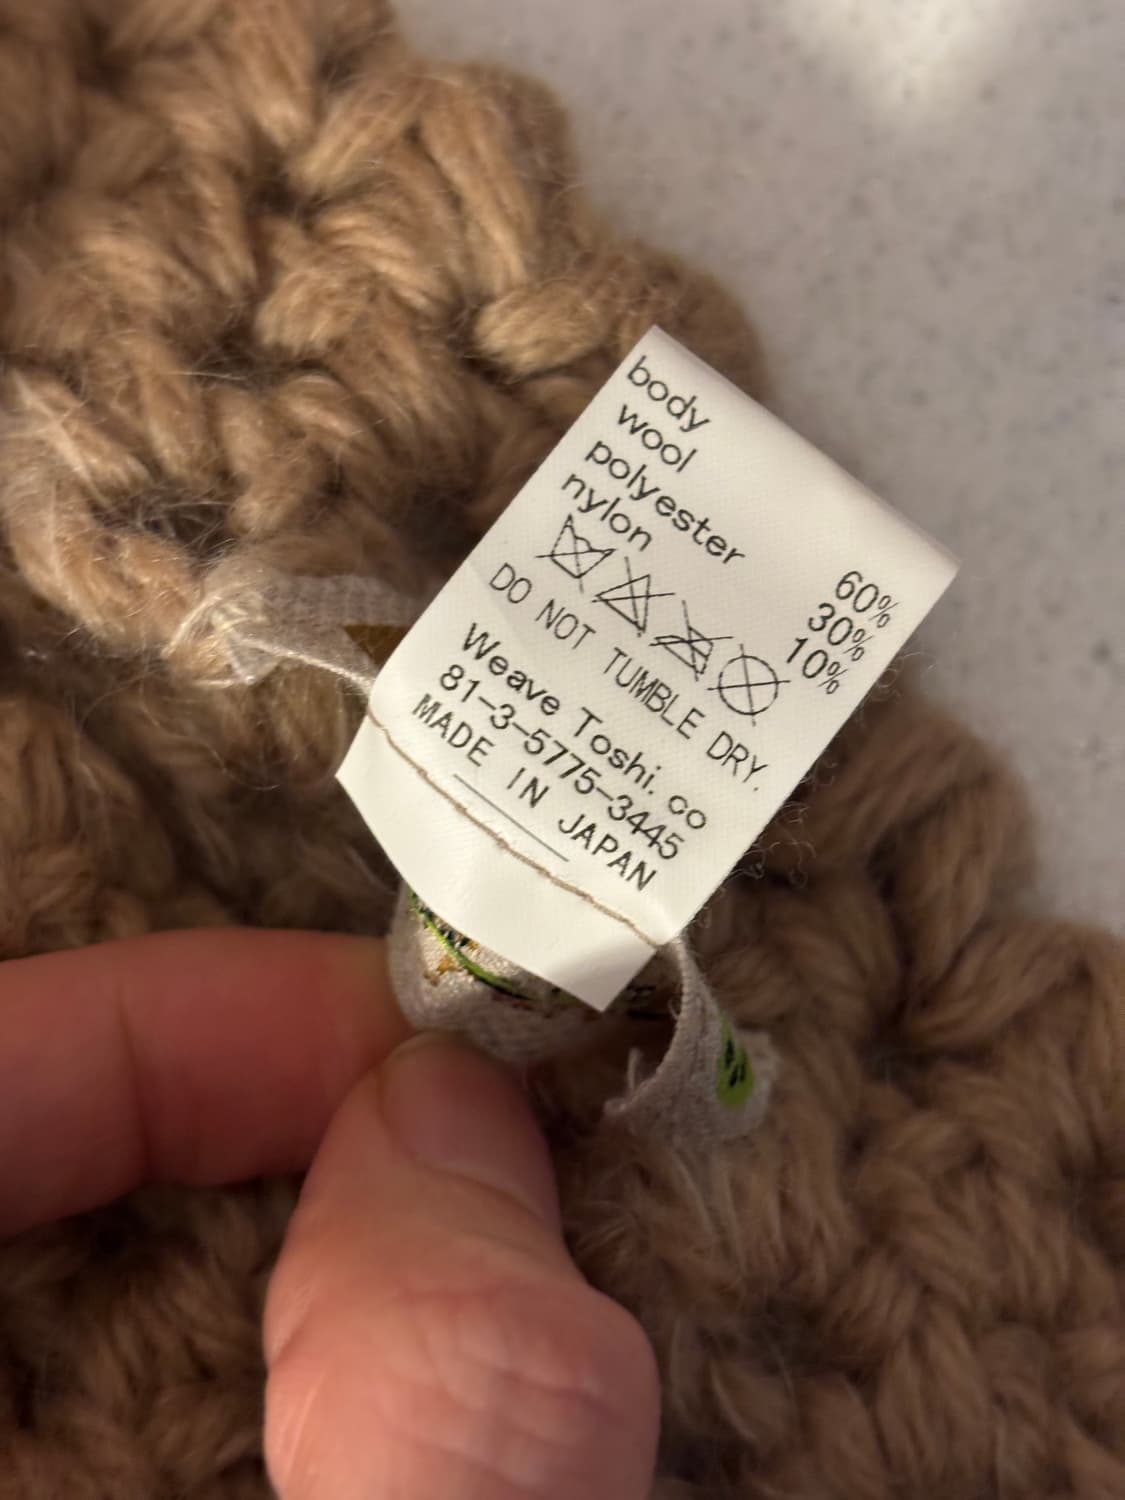 body
wool 60%
polyester 30%
nylon 10%
DO NOT TUMBLE DRY.
Weave Toshi. co
81-3-5775-3445
MADE IN JAPAN